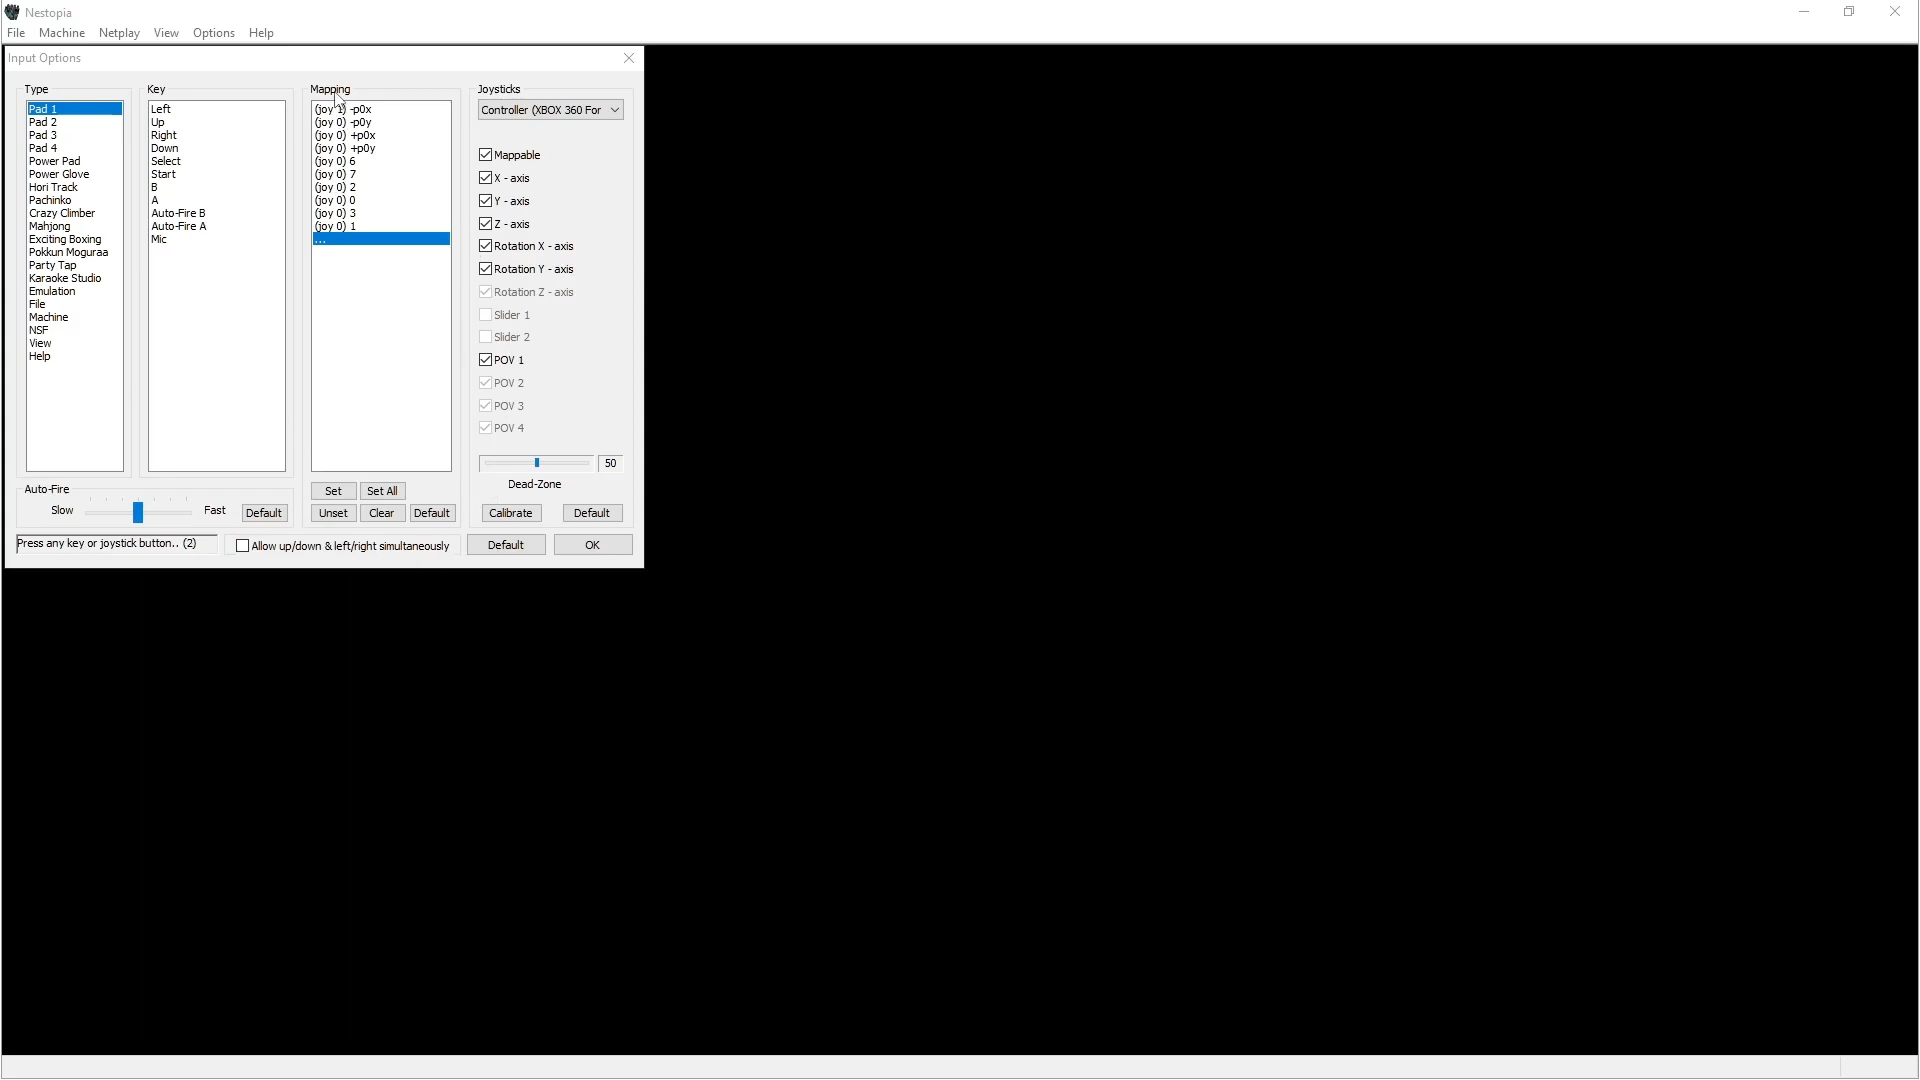 Nestopia
File Machine Netplay View Options Help
Input Options
Type
Pad 1
Pad 2
Pad 3
Pad 4
Power Pad
Power Glove
Hori Track
Pachinko
Crazy Climber
Mahjong
Exciting Boxing
Pokkun Moguraa
Party Tap
Karaoke Studio
Emulation
File
Machine
NSF
View
Help
Key
Left
Up
Right
Down
Select
Start
B
A
Auto-Fire B
Auto-Fire A
Mic
Mapping
(joy 1) -p0x
(joy 0) -p0y
(joy 0) +p0x
(joy 0) +p0y
(joy 0) 6
(joy 0) 7
(joy 0) 2
(joy 0) 0
(joy 0) 3
(joy 0) 1
...
Set Set All
Unset Clear Default
Joysticks
Controller (XBOX 360 For
Mappable
X - axis
Y - axis
Z - axis
Rotation X - axis
Rotation Y - axis
Rotation Z - axis
Slider 1
Slider 2
POV 1
POV 2
POV 3
POV 4
50
Dead-Zone
Calibrate Default
Auto-Fire
Slow Fast Default
Press any key or joystick button.. (2)
Allow up/down & left/right simultaneously
Default OK